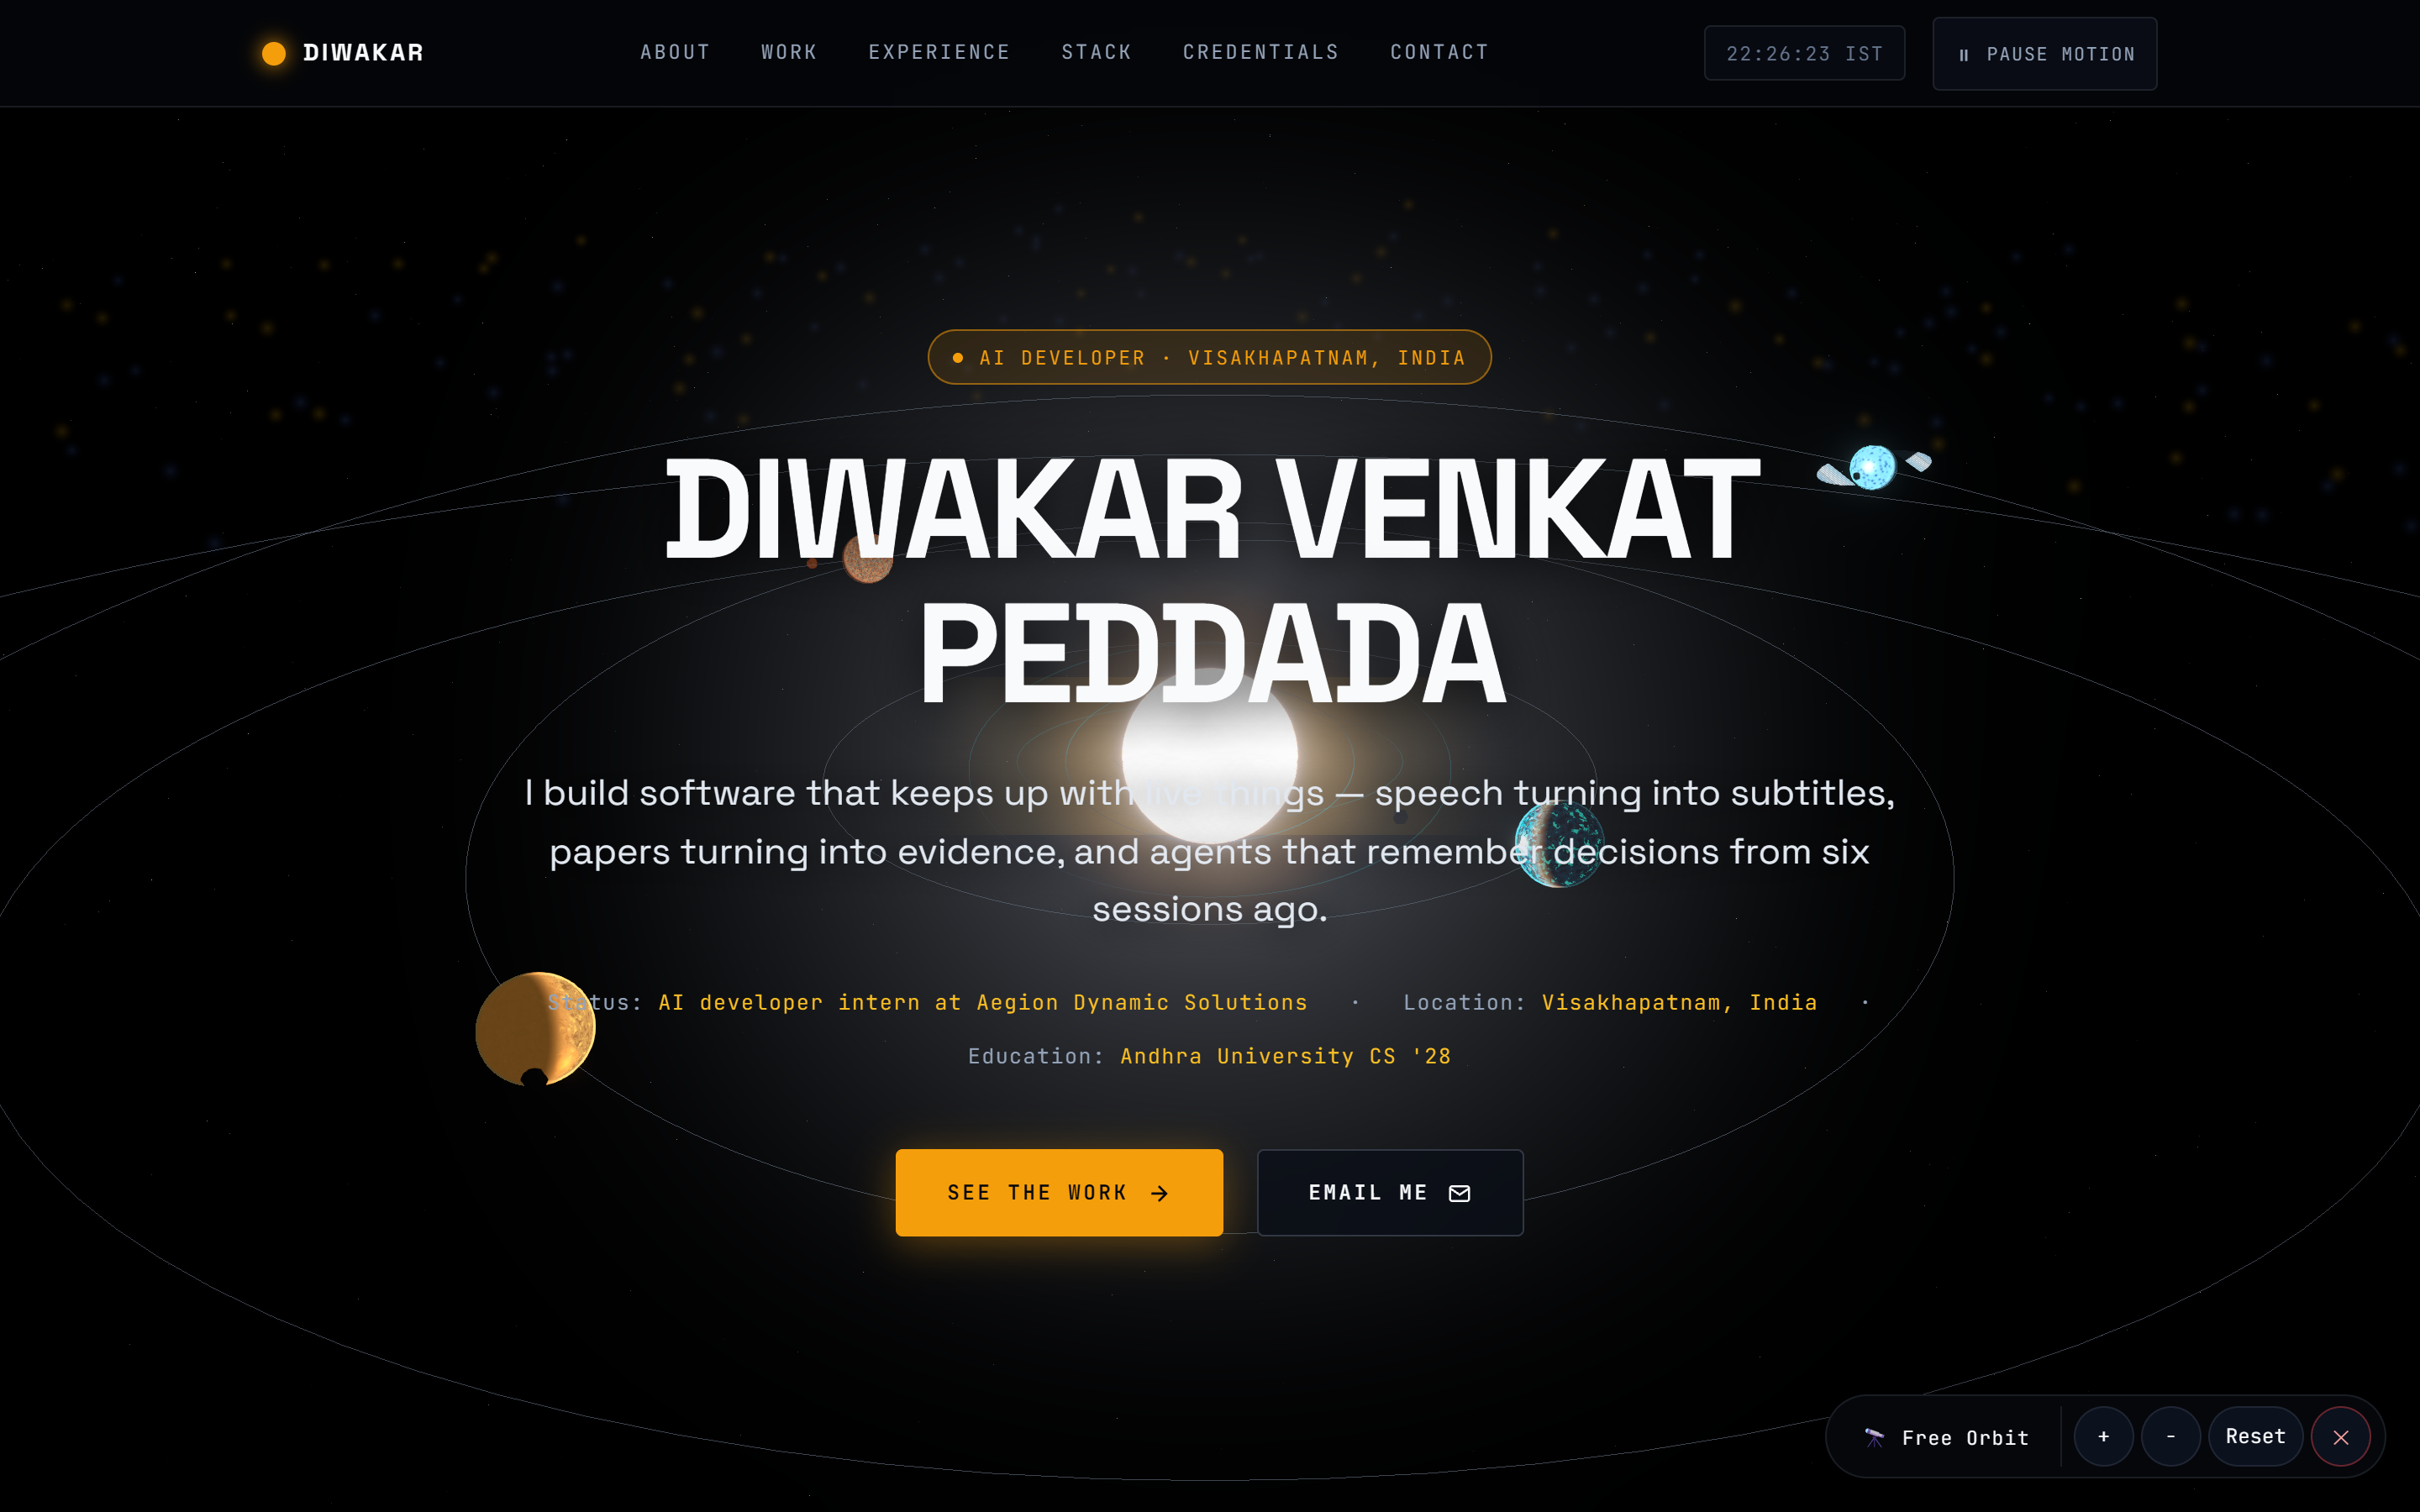 DIWAKAR
ABOUT WORK EXPERIENCE STACK CREDENTIALS CONTACT
22:26:23 IST
PAUSE MOTION
AI DEVELOPER · VISAKHAPATNAM, INDIA
DIWAKAR VENKAT
PEDDADA
I build software that keeps up with live things — speech turning into subtitles,
papers turning into evidence, and agents that remember decisions from six
sessions ago.
Status: AI developer intern at Aegion Dynamic Solutions · Location: Visakhapatnam, India ·
Education: Andhra University CS '28
SEE THE WORK →
EMAIL ME
Free Orbit + - Reset ×